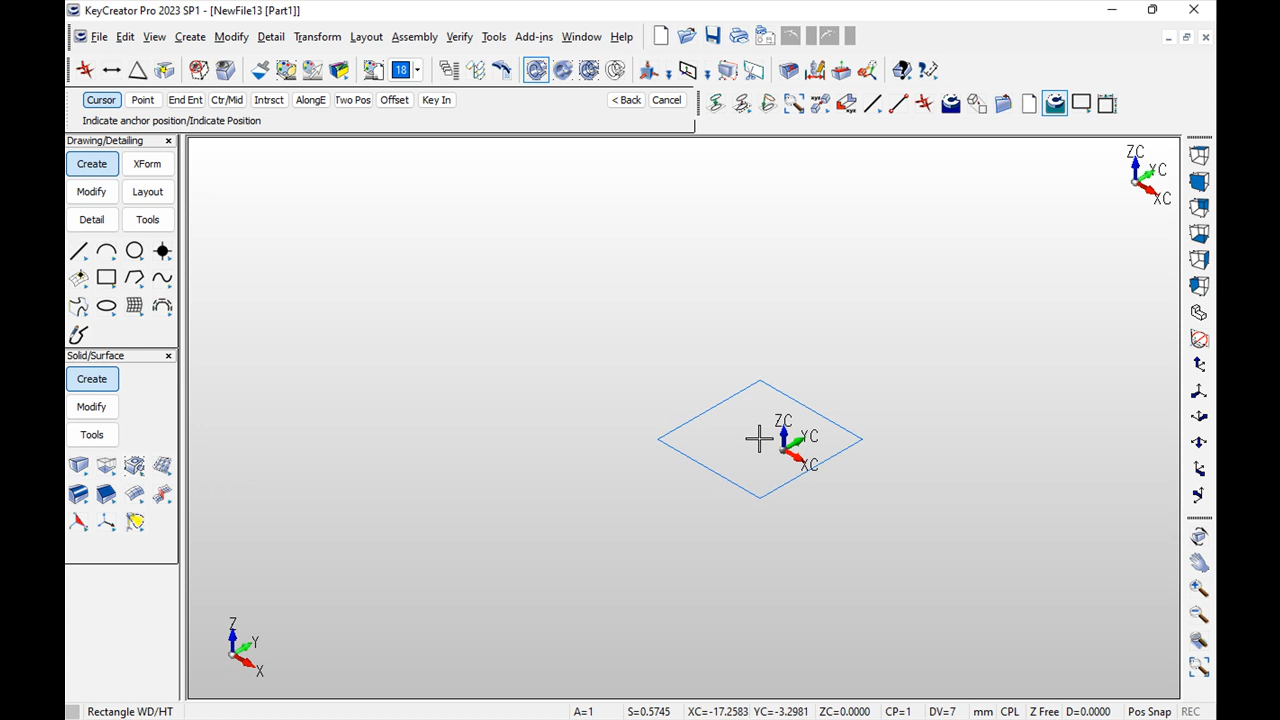 KeyCreator Pro 2023 SP1 - [NewFile13 [Part1]]
File Edit View Create Modify Detail Transform Layout Assembly Verify Tools Add-ins Window Help
18
Cursor Point End Ent Ctr/Mid Intrsct AlongE Two Pos Offset Key In < Back Cancel
Indicate anchor position/Indicate Position
Drawing/Detailing
Create XForm
Modify Layout
Detail Tools
Solid/Surface
Create
Modify
Tools
ZC
YC
XC
ZC
YC
XC
Z
Y
X
Rectangle WD/HT A=1 S=0.5745 XC=-17.2583 YC=-3.2981 ZC=0.0000 CP=1 DV=7 mm CPL Z Free D=0.0000 Pos Snap REC